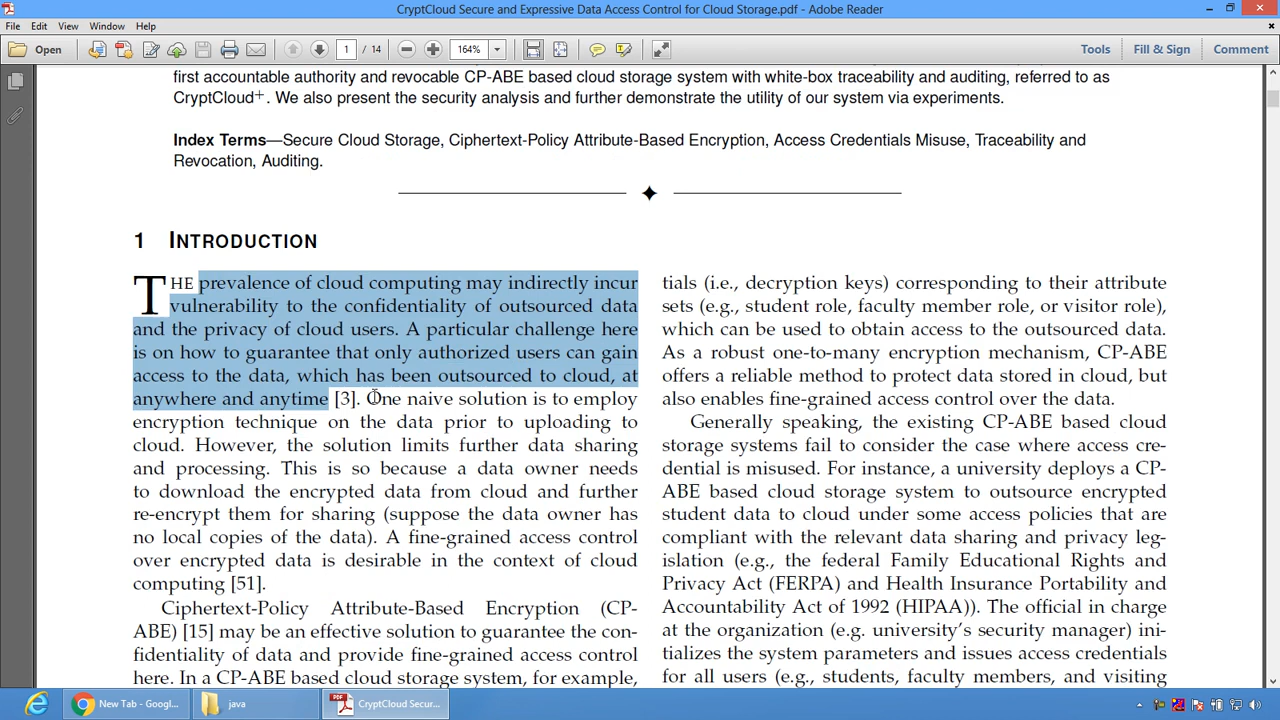 CryptCloud Secure and Expressive Data Access Control for Cloud Storage.pdf - Adobe Reader
File Edit View Window Help
Open 1 / 14 164% Tools Fill & Sign Comment
first accountable authority and revocable CP-ABE based cloud storage system with white-box traceability and auditing, referred to as
CryptCloud+. We also present the security analysis and further demonstrate the utility of our system via experiments.
Index Terms—Secure Cloud Storage, Ciphertext-Policy Attribute-Based Encryption, Access Credentials Misuse, Traceability and
Revocation, Auditing.
1 INTRODUCTION
THE prevalence of cloud computing may indirectly incur
vulnerability to the confidentiality of outsourced data
and the privacy of cloud users. A particular challenge here
is on how to guarantee that only authorized users can gain
access to the data, which has been outsourced to cloud, at
anywhere and anytime [3]. One naive solution is to employ
encryption technique on the data prior to uploading to
cloud. However, the solution limits further data sharing
and processing. This is so because a data owner needs
to download the encrypted data from cloud and further
re-encrypt them for sharing (suppose the data owner has
no local copies of the data). A fine-grained access control
over encrypted data is desirable in the context of cloud
computing [51].
Ciphertext-Policy Attribute-Based Encryption (CP-
ABE) [15] may be an effective solution to guarantee the con-
fidentiality of data and provide fine-grained access control
here. In a CP-ABE based cloud storage system, for example,
tials (i.e., decryption keys) corresponding to their attribute
sets (e.g., student role, faculty member role, or visitor role),
which can be used to obtain access to the outsourced data.
As a robust one-to-many encryption mechanism, CP-ABE
offers a reliable method to protect data stored in cloud, but
also enables fine-grained access control over the data.
Generally speaking, the existing CP-ABE based cloud
storage systems fail to consider the case where access cre-
dential is misused. For instance, a university deploys a CP-
ABE based cloud storage system to outsource encrypted
student data to cloud under some access policies that are
compliant with the relevant data sharing and privacy leg-
islation (e.g., the federal Family Educational Rights and
Privacy Act (FERPA) and Health Insurance Portability and
Accountability Act of 1992 (HIPAA)). The official in charge
at the organization (e.g. university's security manager) ini-
tializes the system parameters and issues access credentials
for all users (e.g., students, faculty members, and visiting
New Tab - Googl... java CryptCloud Secur...